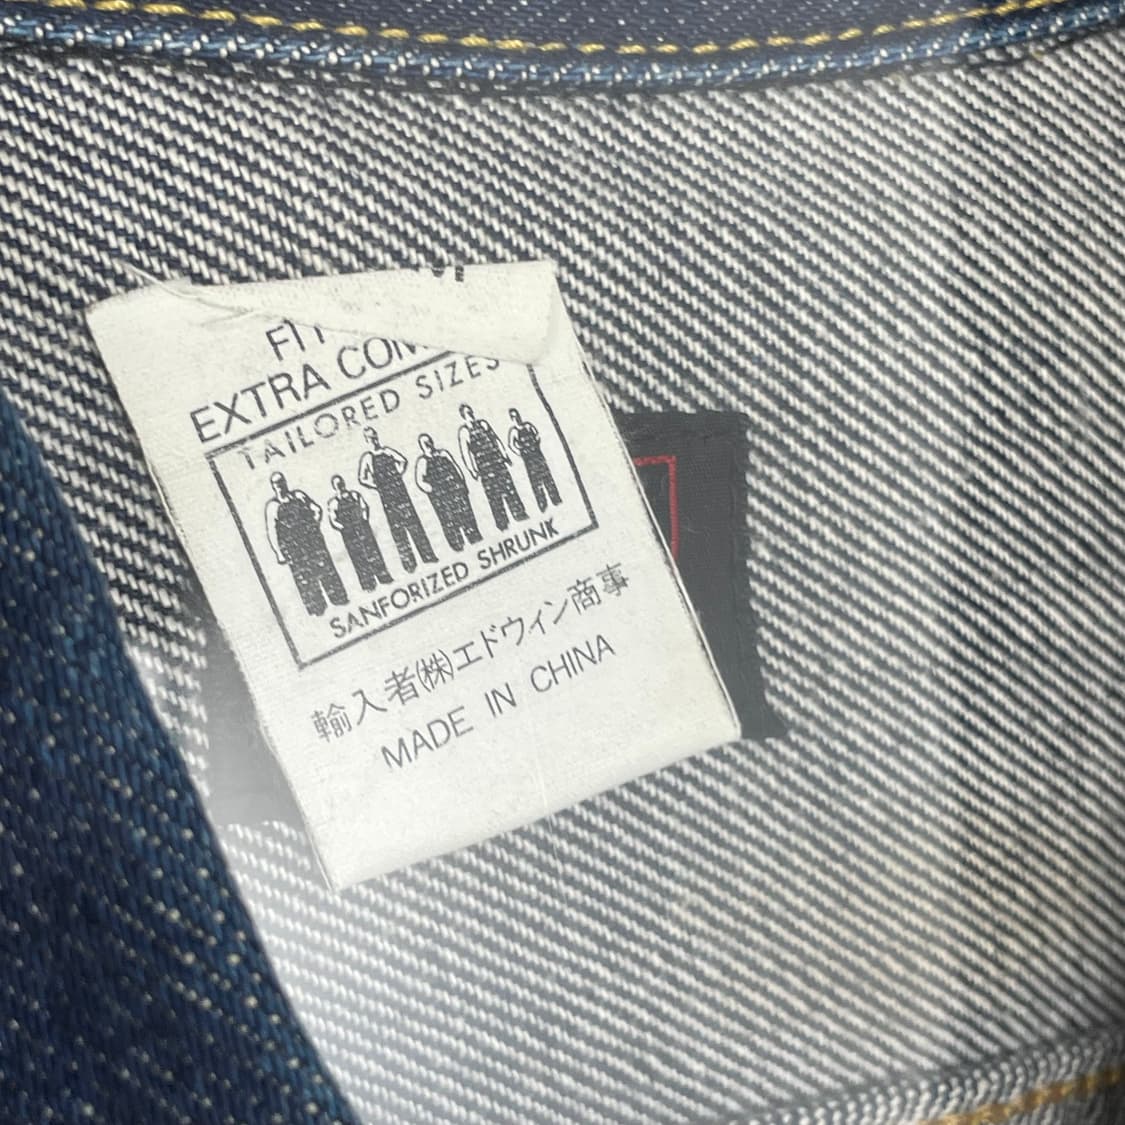 EXTRA
TAILORED SIZES
SANFORIZED SHRUNK
輸入者(株)エドウィン商事
MADE IN CHINA